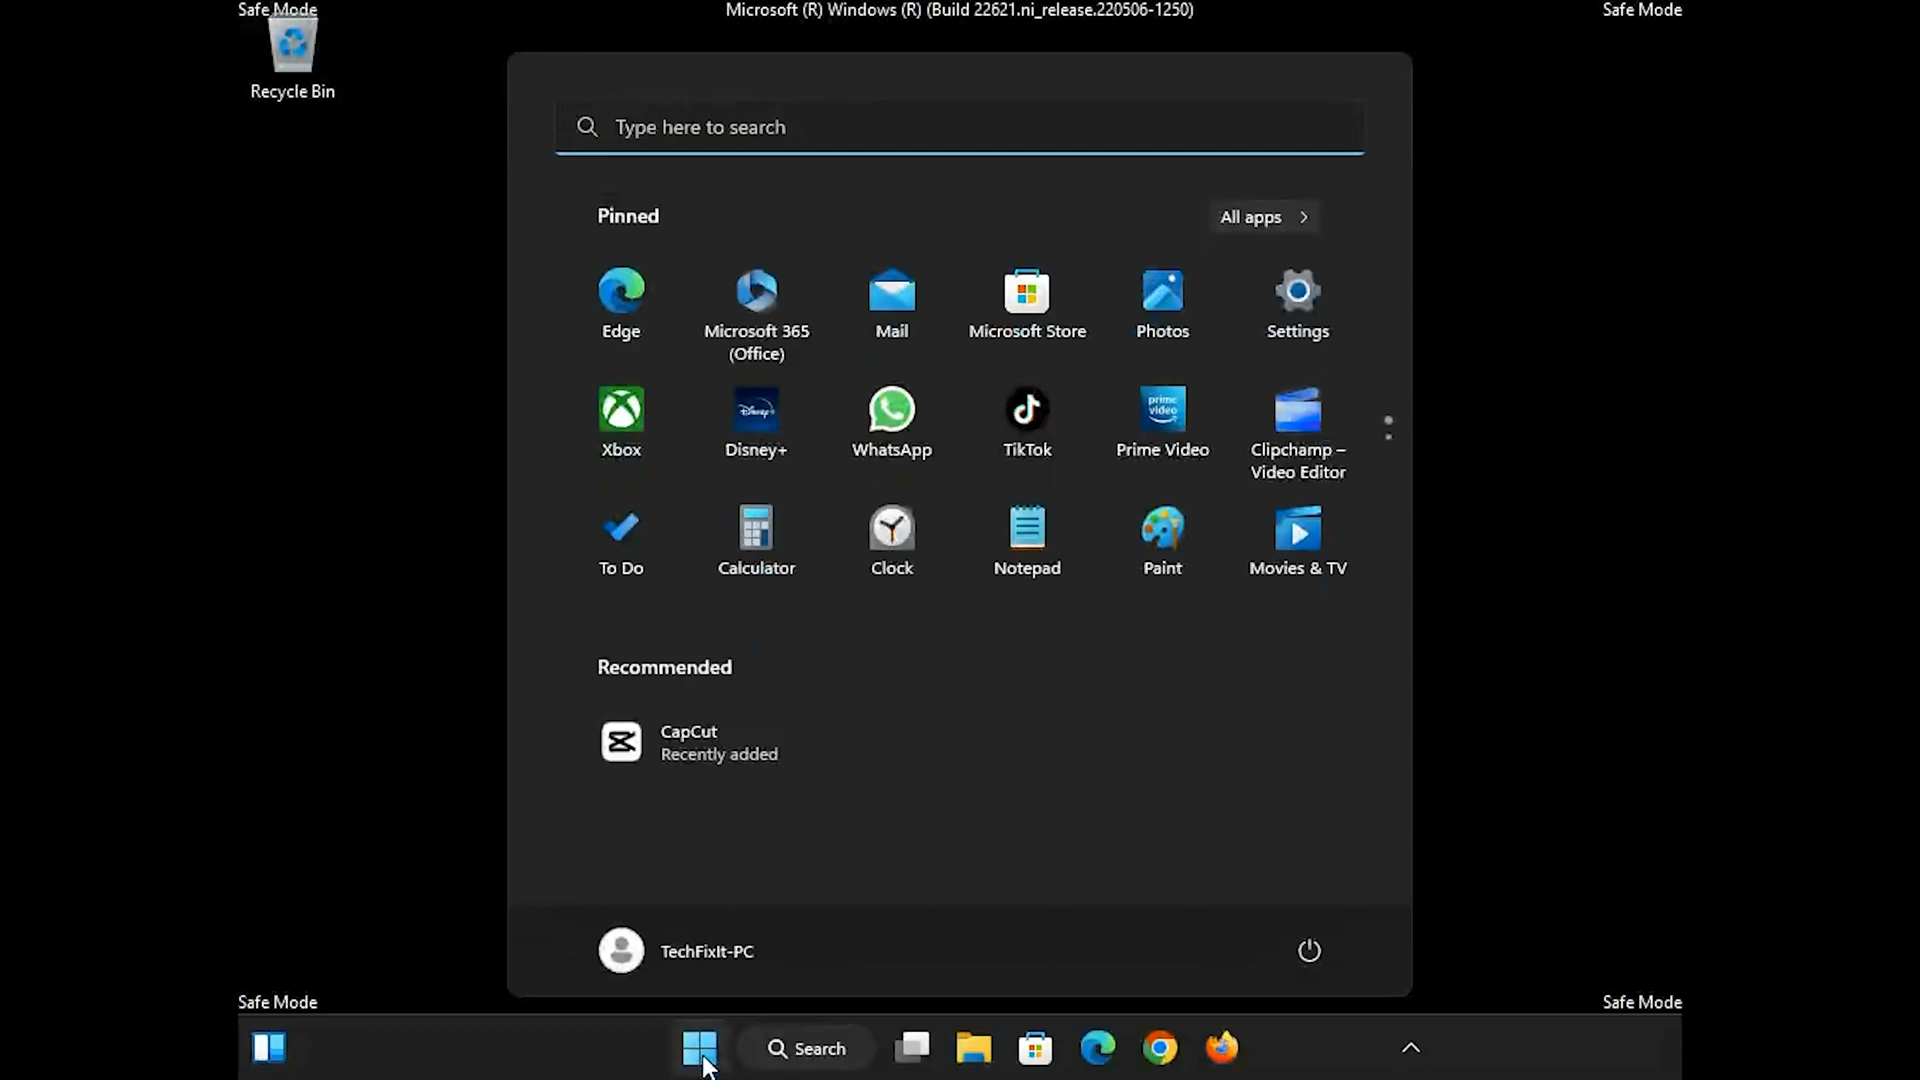 Safe Mode
Microsoft (R) Windows (R) (Build 22621.ni_release.220506-1250)
Safe Mode
Recycle Bin
Type here to search
Pinned
All apps
Edge
Microsoft 365
(Office)
Mail
Microsoft Store
Photos
Settings
Xbox
Disney+
Disney+
WhatsApp
TikTok
prime
video
Prime Video
Clipchamp –
Video Editor
To Do
Calculator
Clock
Notepad
Paint
Movies & TV
Recommended
CapCut
Recently added
TechFixIt-PC
Safe Mode
Safe Mode
Search